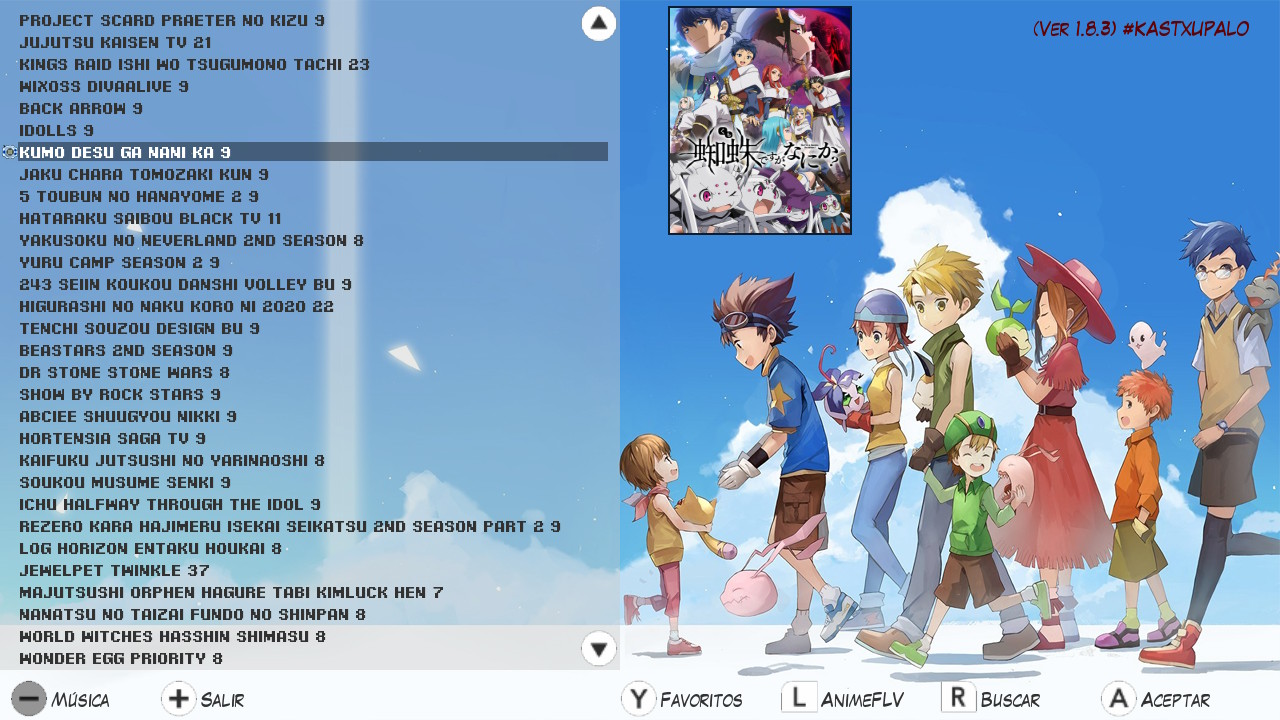 PROJECT SCARD PRAETER NO KIZU 9
JUJUTSU KAISEN TV 21
KINGS RAID ISHI WO TSUGUMONO TACHI 23
WIXOSS DIVAALIVE 9
BACK ARROW 9
IDOLLS 9
KUMO DESU GA NANI KA 9
JAKU CHARA TOMOZAKI KUN 9
5 TOUBUN NO HANAYOME 2 9
HATARAKU SAIBOU BLACK TV 11
YAKUSOKU NO NEVERLAND 2ND SEASON 8
YURU CAMP SEASON 2 9
243 SEIIN KOUKOU DANSHI VOLLEY BU 9
HIGURASHI NO NAKU KORO NI 2020 22
TENCHI SOUZOU DESIGN BU 9
BEASTARS 2ND SEASON 9
DR STONE STONE WARS 8
SHOW BY ROCK STARS 9
ABCIEE SHUUGYOU NIKKI 9
HORTENSIA SAGA TV 9
KAIFUKU JUTSUSHI NO YARINAOSHI 8
SOUKOU MUSUME SENKI 9
ICHU HALFWAY THROUGH THE IDOL 9
REZERO KARA HAJIMERU ISEKAI SEIKATSU 2ND SEASON PART 2 9
LOG HORIZON ENTAKU HOUKAI 8
JEWELPET TWINKLE 37
MAJUTSUSHI ORPHEN HAGURE TABI KIMLUCK HEN 7
NANATSU NO TAIZAI FUNDO NO SHINPAN 8
WORLD WITCHES HASSHIN SHIMASU 8
WONDER EGG PRIORITY 8
蜘蛛ですがなにか?
(VER 1.8.3) #KASTXUPALO
MÚSICA
+ SALIR
Y FAVORITOS
L ANIMEFLV
R BUSCAR
A ACEPTAR